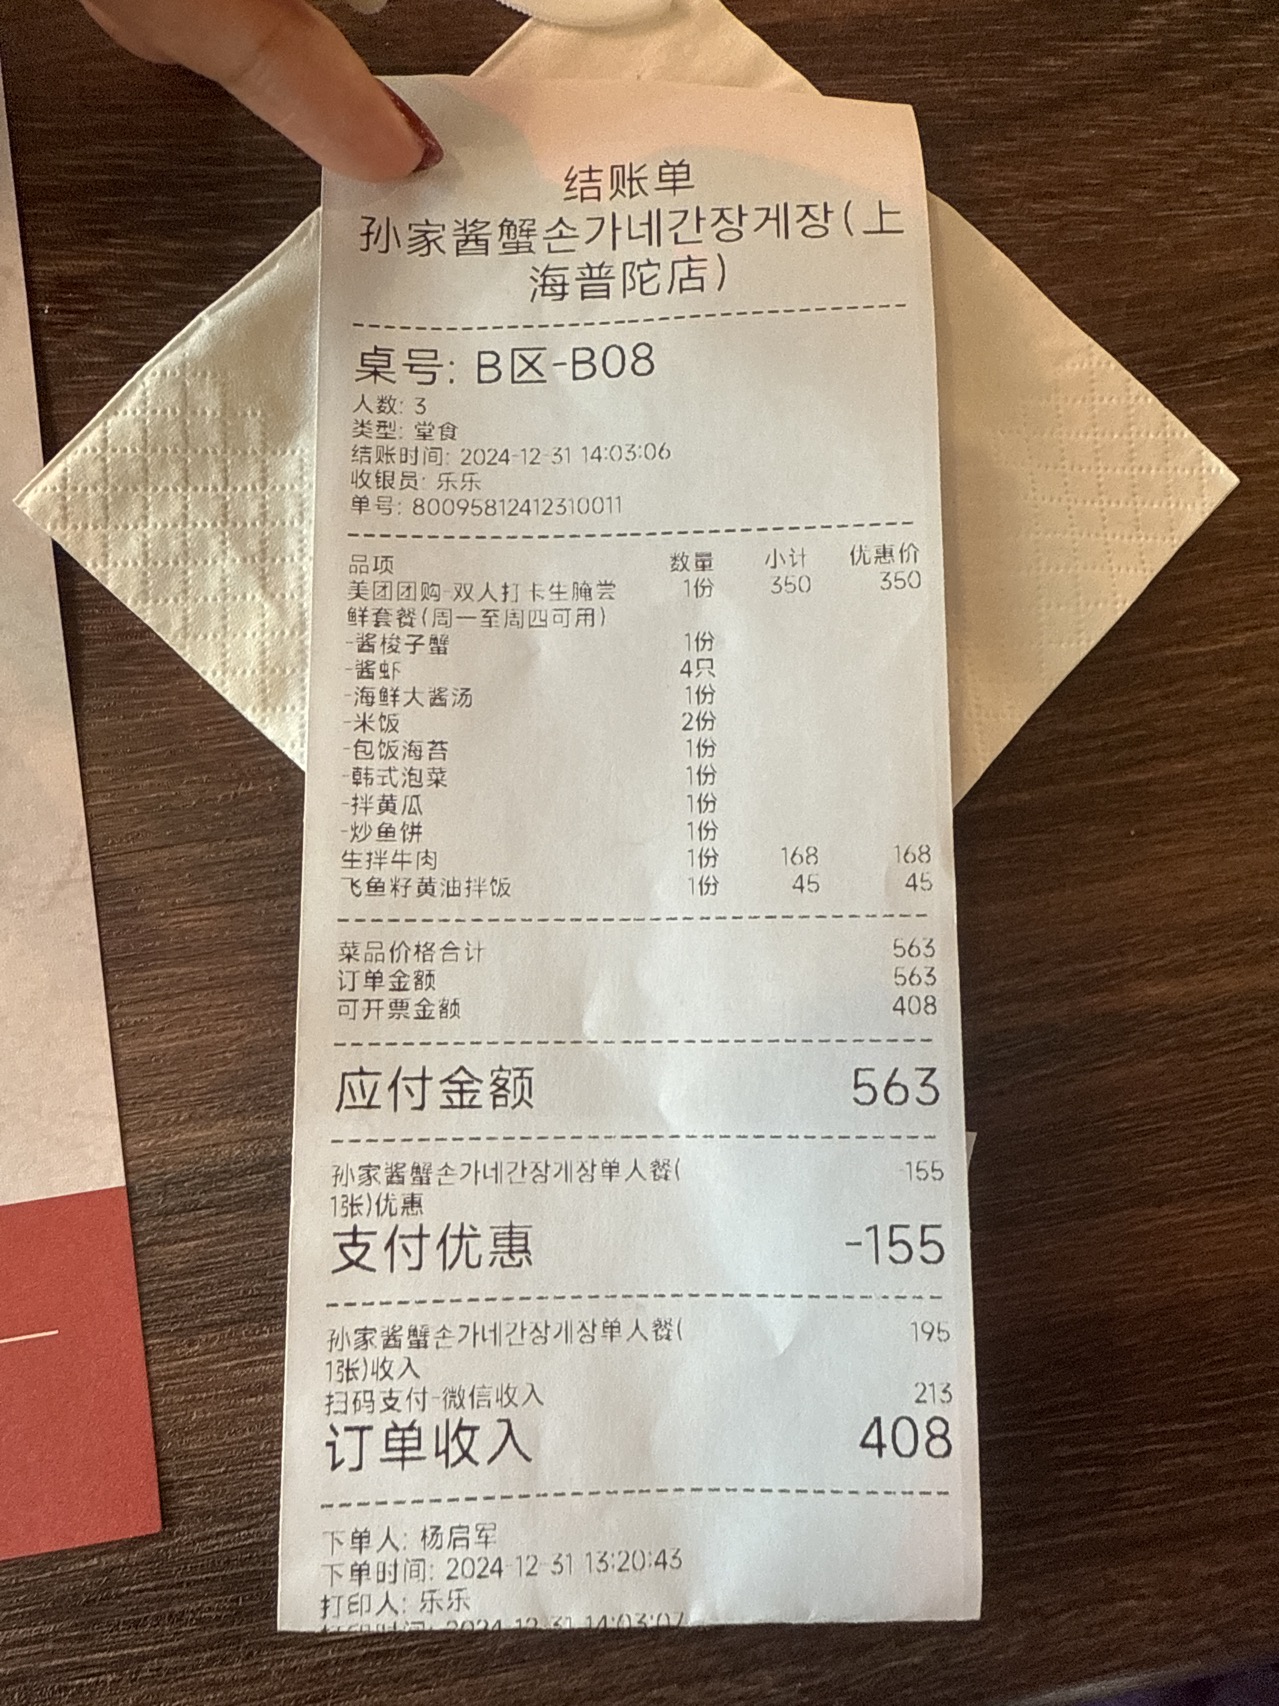 结账单
孙家酱蟹손가네간장게장(上
海普陀店)
桌号: B区-B08
人数: 3
类型: 堂食
结账时间: 2024-12-31 14:03:06
收银员: 乐乐
单号: 80095812412310011
品项 数量 小计 优惠价
美团团购-双人打卡生腌尝 1份 350 350
鲜套餐(周一至周四可用)
-酱梭子蟹 1份
-酱虾 4只
-海鲜大酱汤 1份
-米饭 2份
-包饭海苔 1份
-韩式泡菜 1份
-拌黄瓜 1份
-炒鱼饼 1份
生拌牛肉 1份 168 168
飞鱼籽黄油拌饭 1份 45 45
菜品价格合计 563
订单金额 563
可开票金额 408
应付金额 563
孙家酱蟹손가네간장게장单人餐( -155
1张)优惠
支付优惠 -155
孙家酱蟹손가네간장게장单人餐( 195
1张)收入
扫码支付-微信收入 213
订单收入 408
下单人: 杨启军
下单时间: 2024-12-31 13:20:43
打印人: 乐乐
打印时间: 2024-12-31 14:03:07